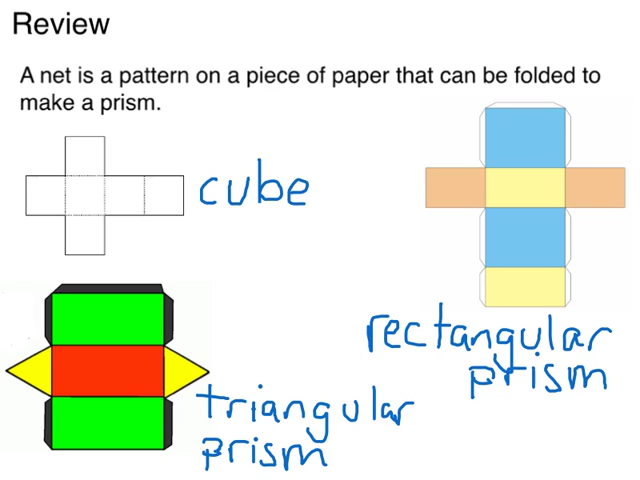 Review
A net is a pattern on a piece of paper that can be folded to
make a prism.
cube
rectangular
prism
triangular
prism